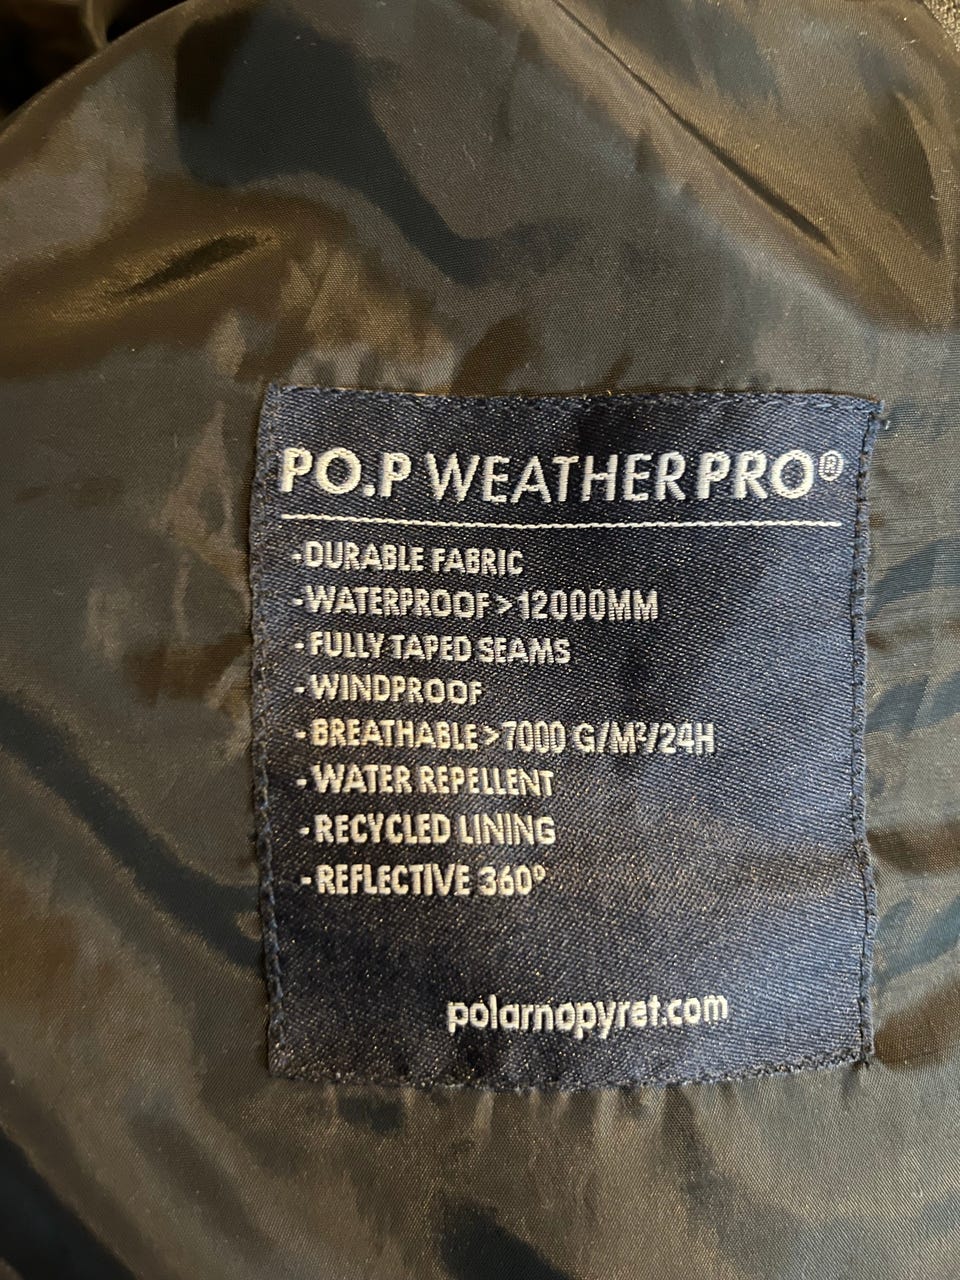 PO.P WEATHERPRO®
-DURABLE FABRIC
-WATERPROOF > 12000MM
-FULLY TAPED SEAMS
-WINDPROOF
-BREATHABLE > 7000 G/M²/24H
-WATER REPELLENT
-RECYCLED LINING
-REFLECTIVE 360°
polarnopyret.com